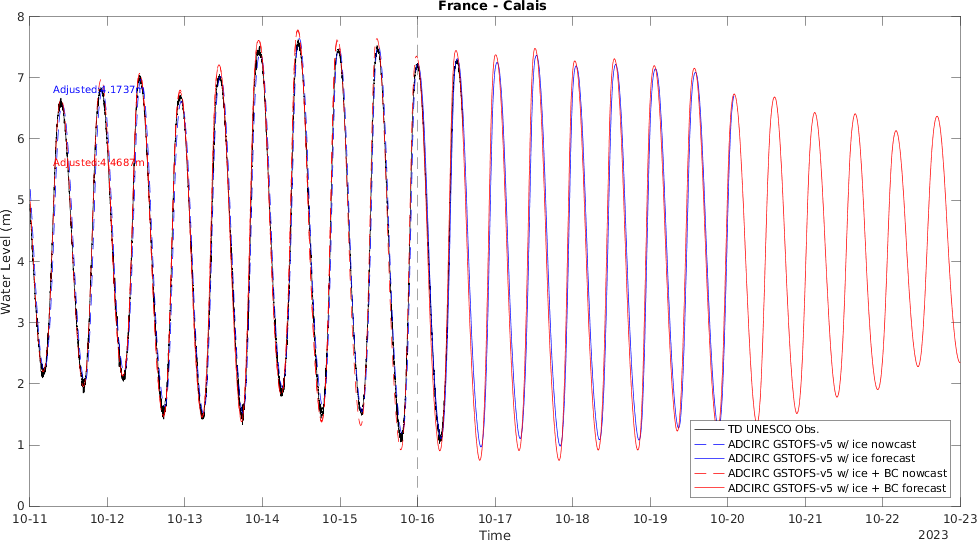 France - Calais
8
7
6
5
4
3
2
1
0
Water Level (m)
Adjusted:4.1737m
Adjusted:4.4687m
TD UNESCO Obs.
ADCIRC GSTOFS-v5 w/ ice nowcast
ADCIRC GSTOFS-v5 w/ ice forecast
ADCIRC GSTOFS-v5 w/ ice + BC nowcast
ADCIRC GSTOFS-v5 w/ ice + BC forecast
10-11 10-12 10-13 10-14 10-15 10-16 10-17 10-18 10-19 10-20 10-21 10-22 10-23
Time
2023